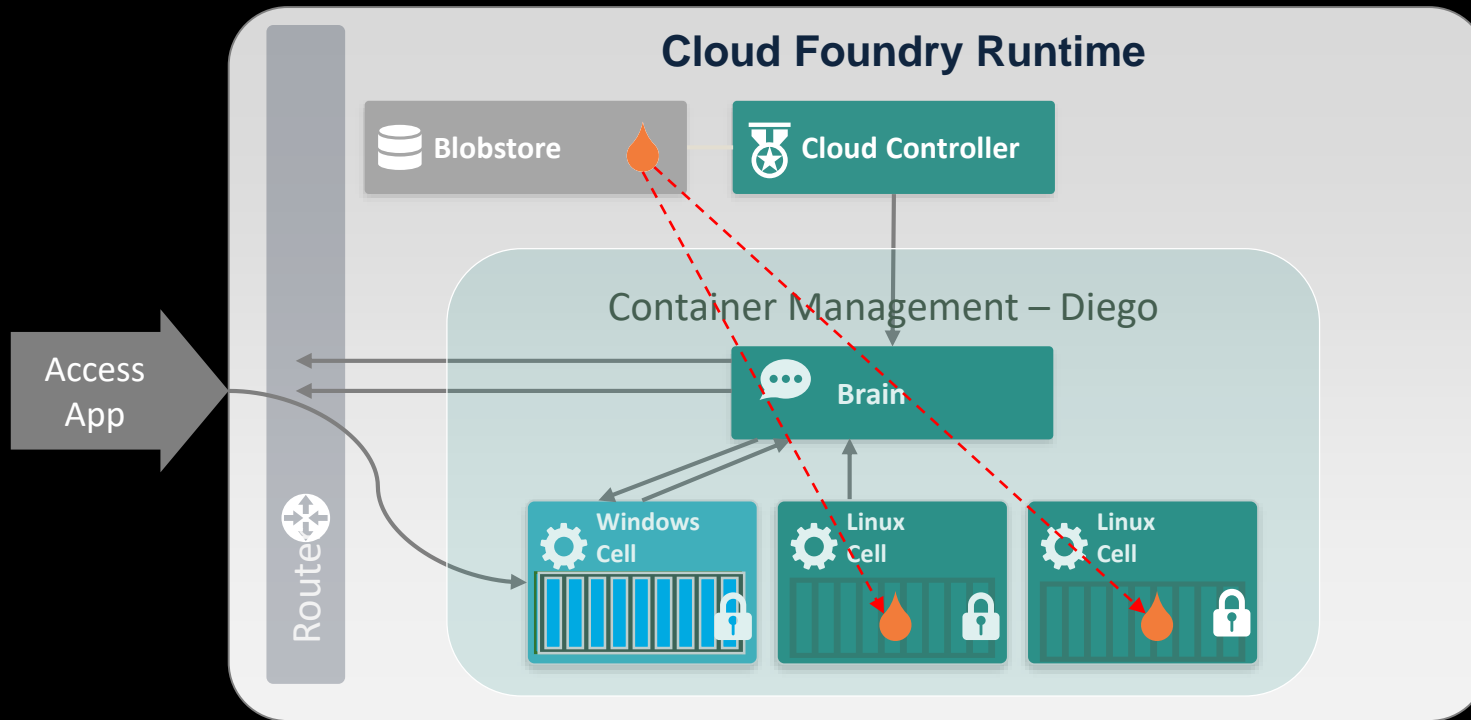 Cloud Foundry Runtime
Blobstore
Cloud Controller
Container Management – Diego
Access
App
Brain
Windows
Cell
Linux
Cell
Linux
Cell
Router